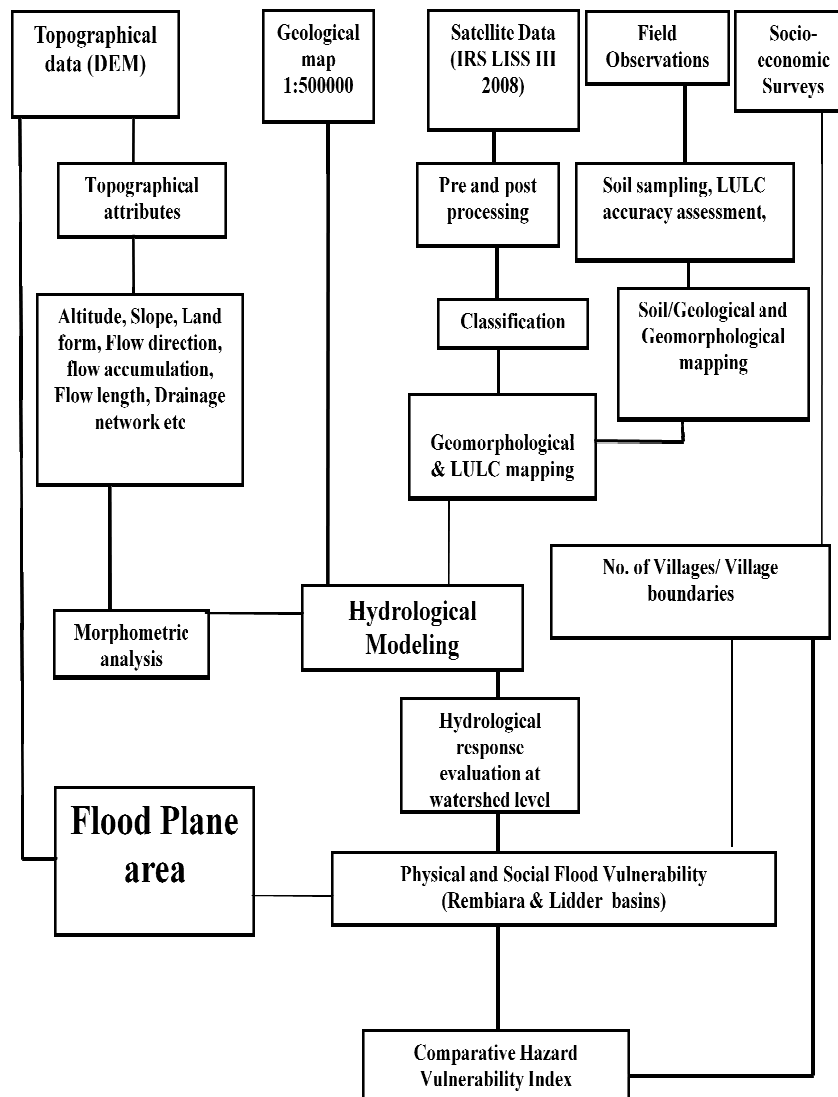 Topographical
data (DEM)
Geological
map
1:500000
Satellite Data
(IRS LISS III
2008)
Field
Observations
Socio-
economic
Surveys
Topographical
attributes
Pre and post
processing
Soil sampling, LULC
accuracy assessment,
Altitude, Slope, Land
form, Flow direction,
flow accumulation,
Flow length, Drainage
network etc
Classification
Soil/Geological and
Geomorphological
mapping
Geomorphological
& LULC mapping
No. of Villages/ Village
boundaries
Morphometric
analysis
Hydrological
Modeling
Hydrological
response
evaluation at
watershed level
Flood Plane
area
Physical and Social Flood Vulnerability
(Rembiara & Lidder basins)
Comparative Hazard
Vulnerability Index